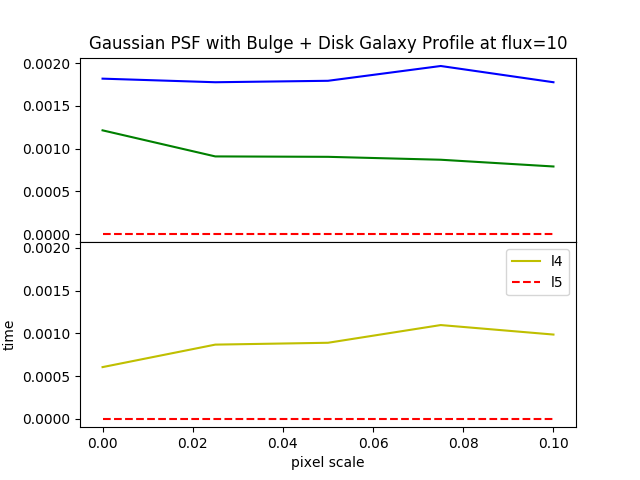 Gaussian PSF with Bulge + Disk Galaxy Profile at flux=10
0.0020
0.0015
0.0010
0.0005
0.0000
0.0020
0.0015
0.0010
0.0005
0.0000
time
l4
l5
0.00 0.02 0.04 0.06 0.08 0.10
pixel scale